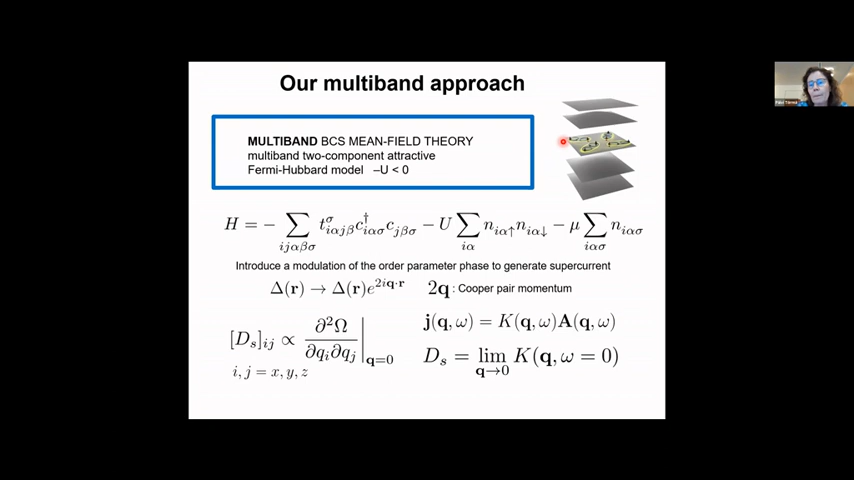 Our multiband approach
MULTIBAND BCS MEAN-FIELD THEORY
multiband two-component attractive
Fermi-Hubbard model –U < 0
H = − ∑_{ijαβσ} t^σ_{iαjβ} c^†_{iασ} c_{jβσ} − U ∑_{iα} n_{iα↑} n_{iα↓} − μ ∑_{iασ} n_{iασ}
Introduce a modulation of the order parameter phase to generate supercurrent
Δ(r) → Δ(r)e^{2iq·r} 2q : Cooper pair momentum
[D_s]_{ij} ∝ ∂²Ω / ∂q_i∂q_j |_{q=0}
i, j = x, y, z
j(q, ω) = K(q, ω)A(q, ω)
D_s = lim_{q→0} K(q, ω = 0)